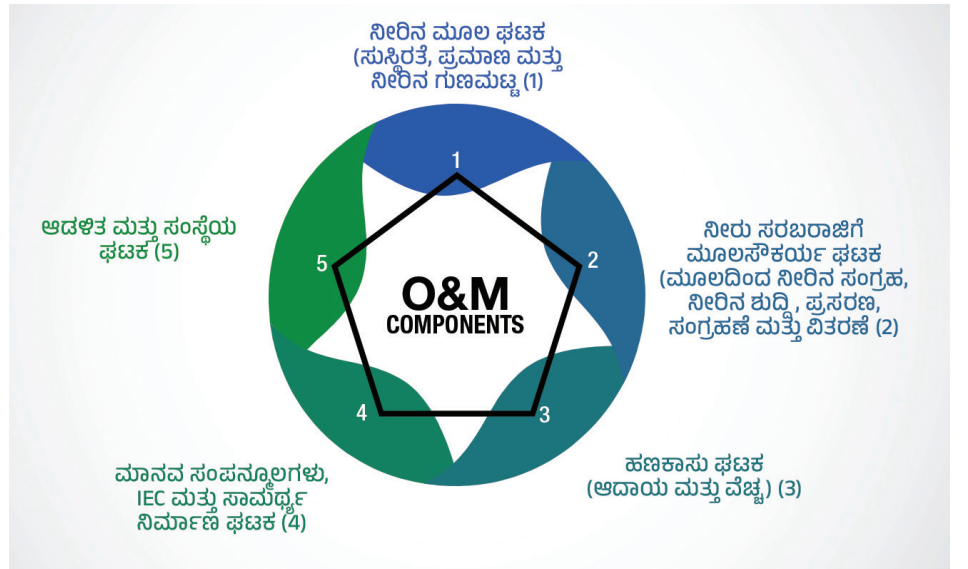 ನೀರಿನ ಮೂಲ ಘಟಕ
(ಸುಸ್ಥಿರತೆ, ಪ್ರಮಾಣ ಮತ್ತು
ನೀರಿನ ಗುಣಮಟ್ಟ (1)
1
ನೀರು ಸರಬರಾಜಿಗೆ
ಮೂಲಸೌಕರ್ಯ ಘಟಕ
(ಮೂಲದಿಂದ ನೀರಿನ ಸಂಗ್ರಹ,
ನೀರಿನ ಶುದ್ಧಿ, ಪ್ರಸರಣ,
ಸಂಗ್ರಹಣೆ ಮತ್ತು ವಿತರಣೆ (2)
2
ಹಣಕಾಸು ಘಟಕ
(ಆದಾಯ ಮತ್ತು ವೆಚ್ಚ) (3)
3
ಮಾನವ ಸಂಪನ್ಮೂಲಗಳು,
IEC ಮತ್ತು ಸಾಮರ್ಥ್ಯ
ನಿರ್ಮಾಣ ಘಟಕ (4)
4
ಆಡಳಿತ ಮತ್ತು ಸಂಸ್ಥೆಯ
ಘಟಕ (5)
5
O&M
COMPONENTS